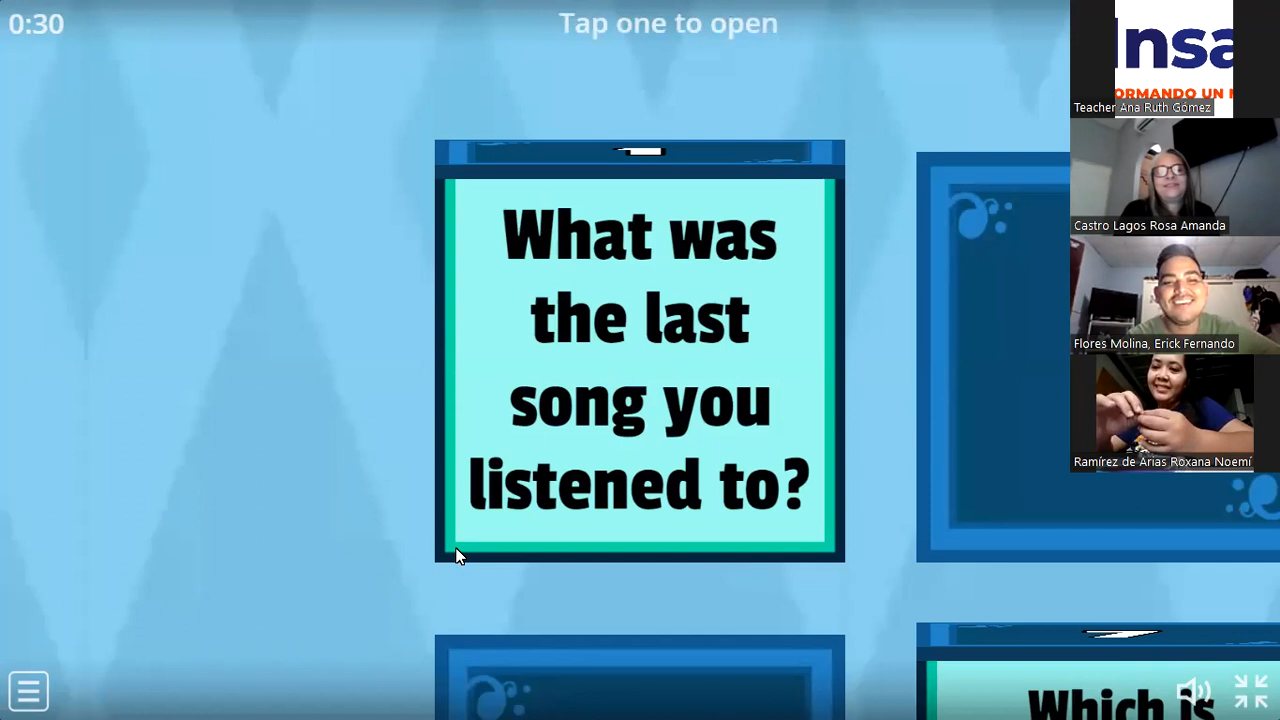 0:30
Tap one to open
What was
the last
song you
listened to?
Which is
Insa
ORMANDO UN
Teacher Ana Ruth Gómez
Castro Lagos Rosa Amanda
Flores Molina, Erick Fernando
Ramírez de Arias Roxana Noemí